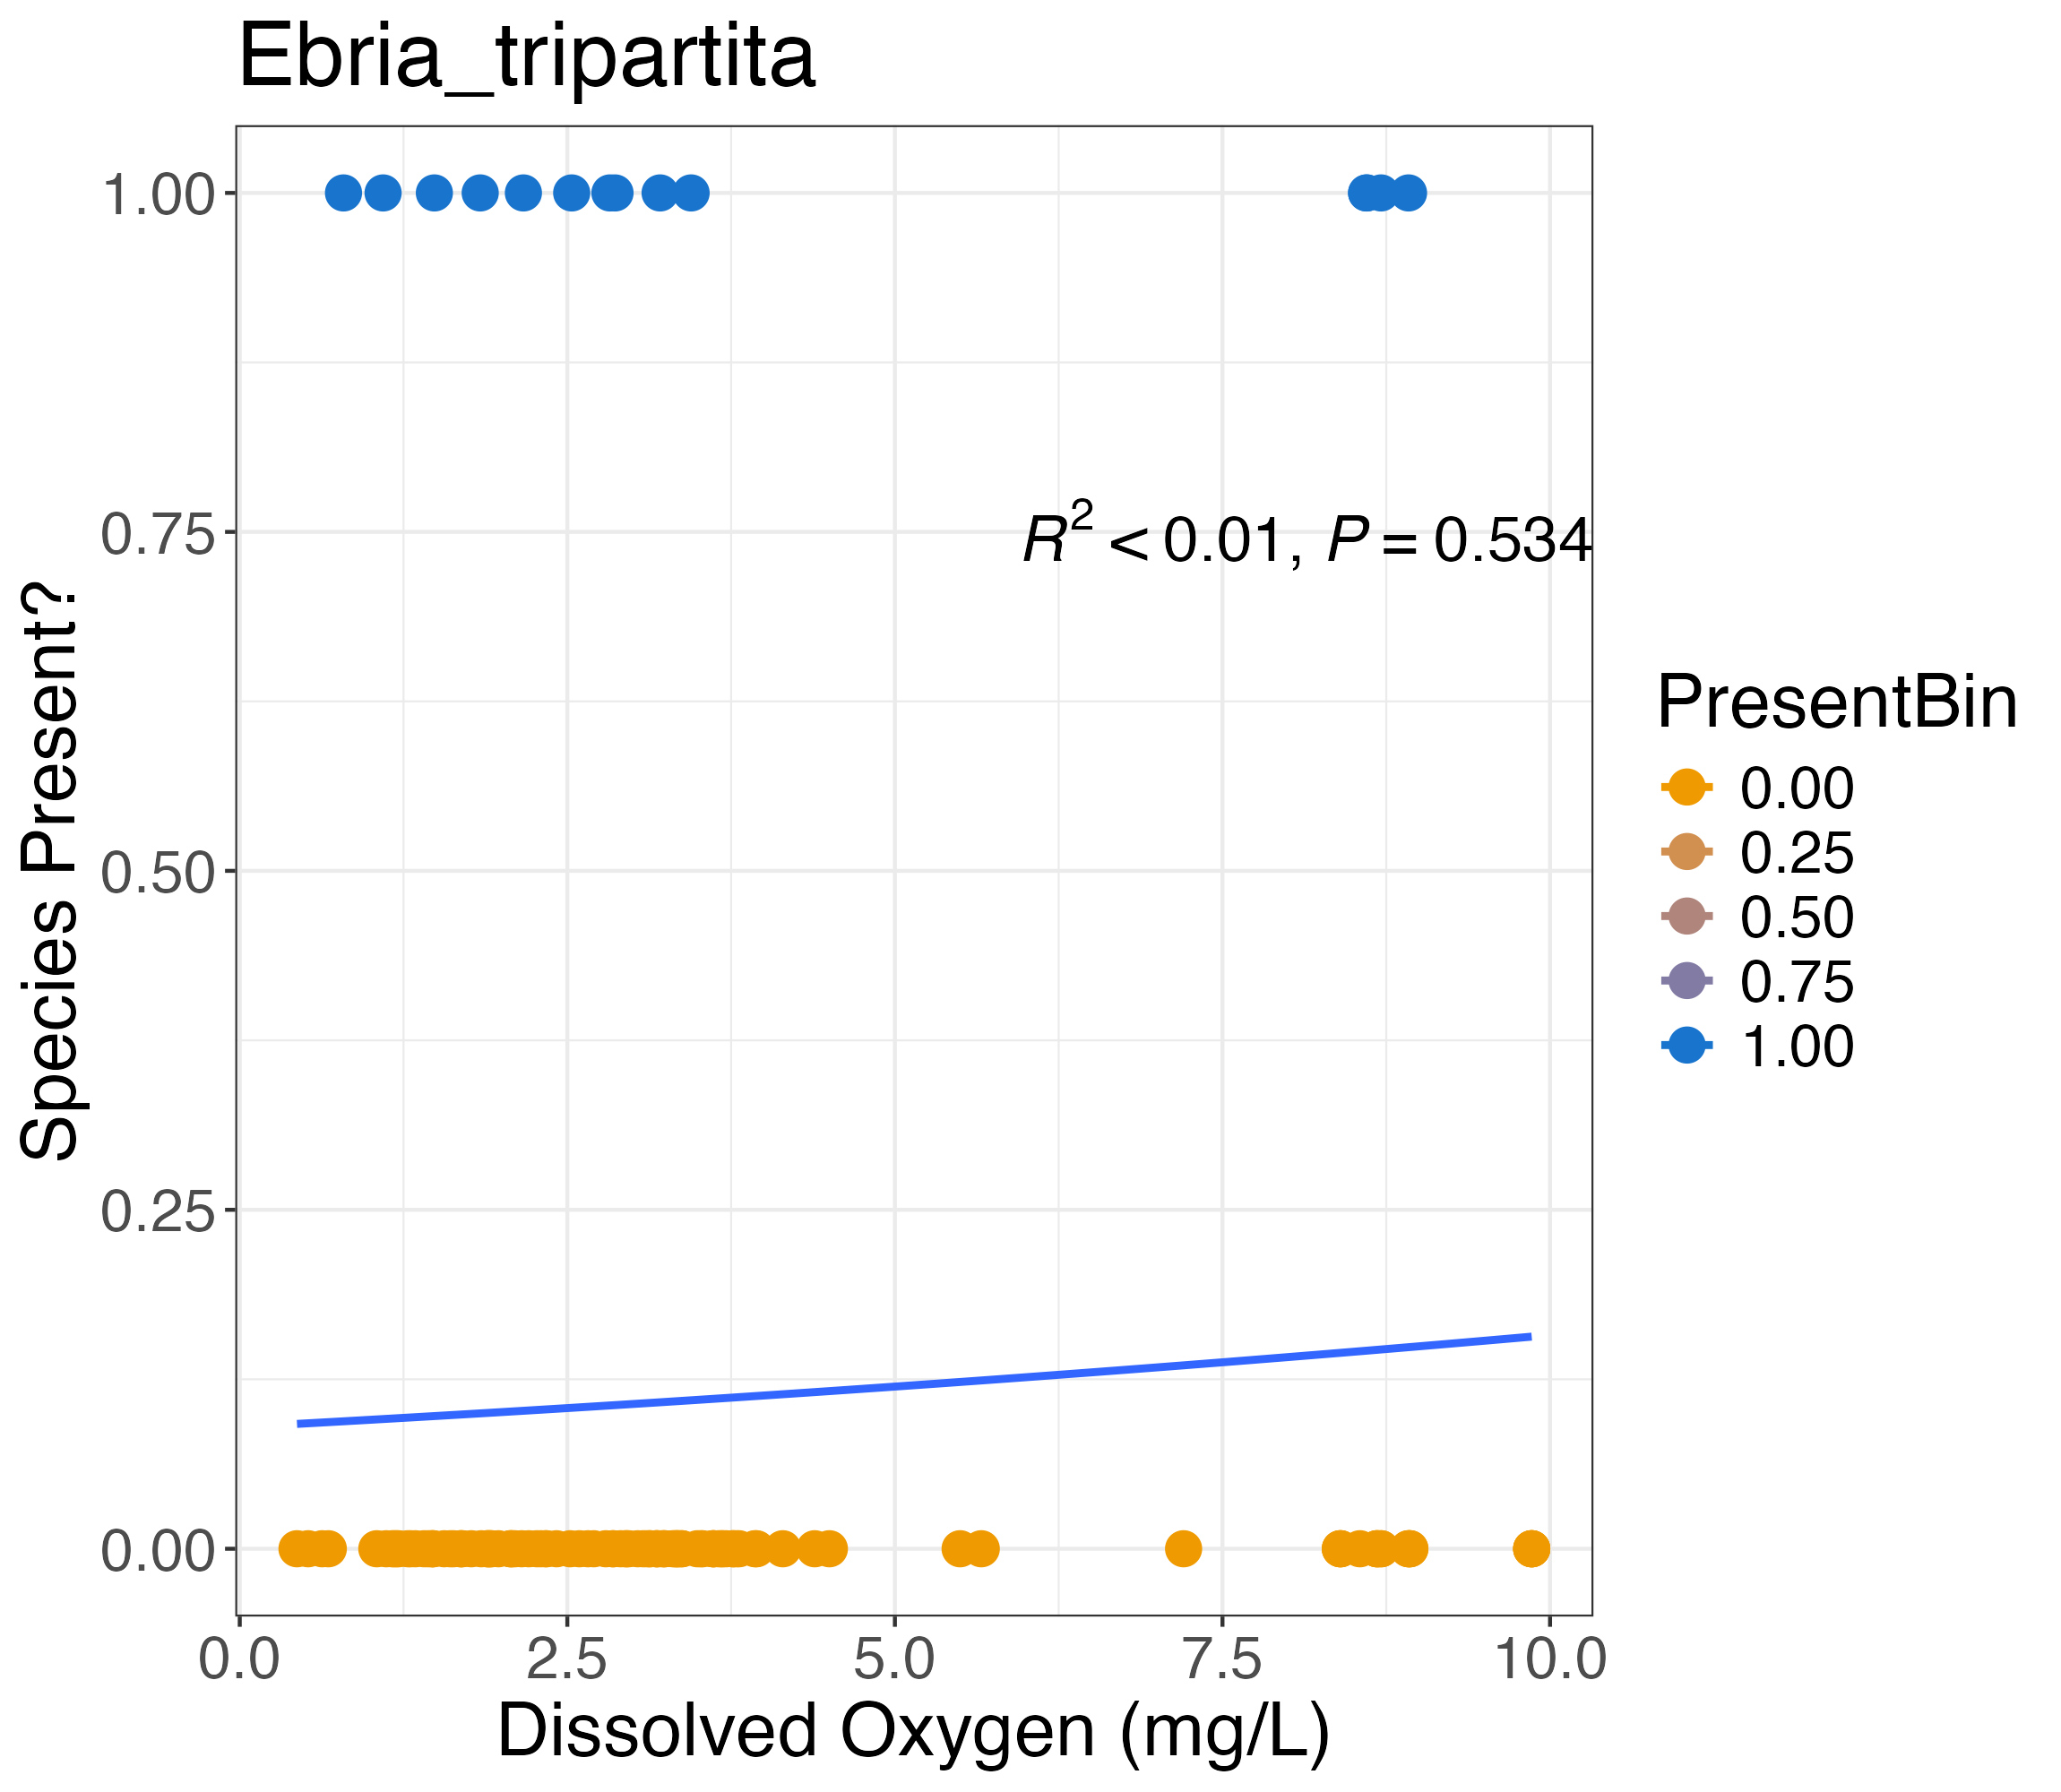 Ebria_tripartita
1.00
0.75
0.50
0.25
0.00
Species Present?
R² < 0.01, P = 0.534
0.0 2.5 5.0 7.5 10.0
Dissolved Oxygen (mg/L)
PresentBin
0.00
0.25
0.50
0.75
1.00